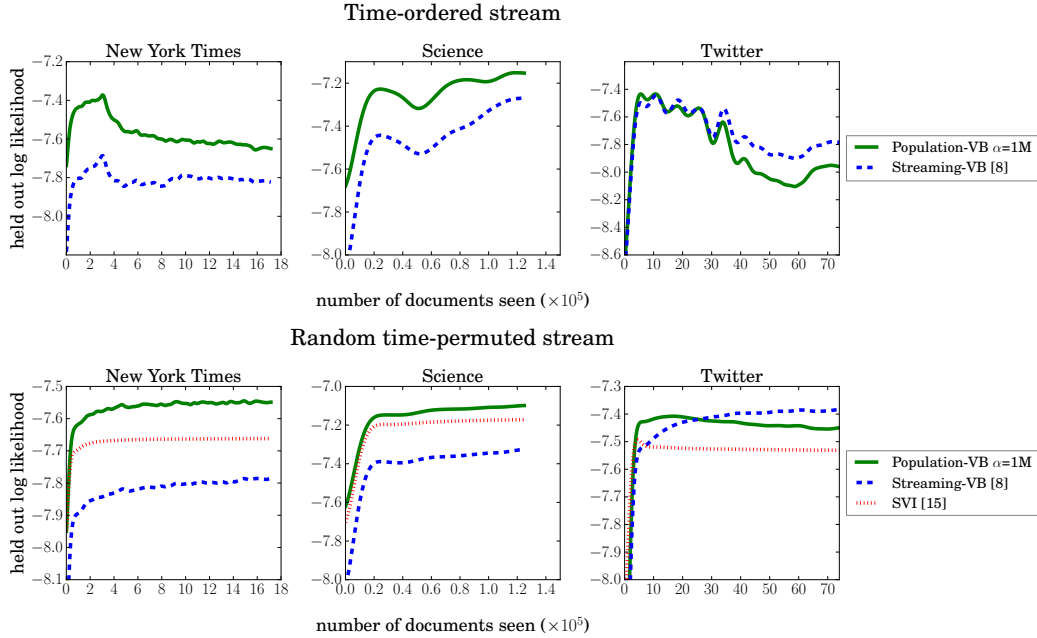 Time-ordered stream
New York Times
Science
Twitter
held out log likelihood
−7.2
−7.4
−7.6
−7.8
−8.0
0 2 4 6 8 10 12 14 16 18
−7.2
−7.4
−7.6
−7.8
−8.0
0.0 0.2 0.4 0.6 0.8 1.0 1.2 1.4
−7.4
−7.6
−7.8
−8.0
−8.2
−8.4
−8.6
0 10 20 30 40 50 60 70
Population-VB α=1M
Streaming-VB [8]
number of documents seen (×10⁵)
Random time-permuted stream
New York Times
Science
Twitter
held out log likelihood
−7.5
−7.6
−7.7
−7.8
−7.9
−8.0
−8.1
0 2 4 6 8 10 12 14 16 18
−7.0
−7.2
−7.4
−7.6
−7.8
−8.0
0.0 0.2 0.4 0.6 0.8 1.0 1.2 1.4
−7.3
−7.4
−7.5
−7.6
−7.7
−7.8
−7.9
−8.0
0 10 20 30 40 50 60 70
Population-VB α=1M
Streaming-VB [8]
SVI [15]
number of documents seen (×10⁵)